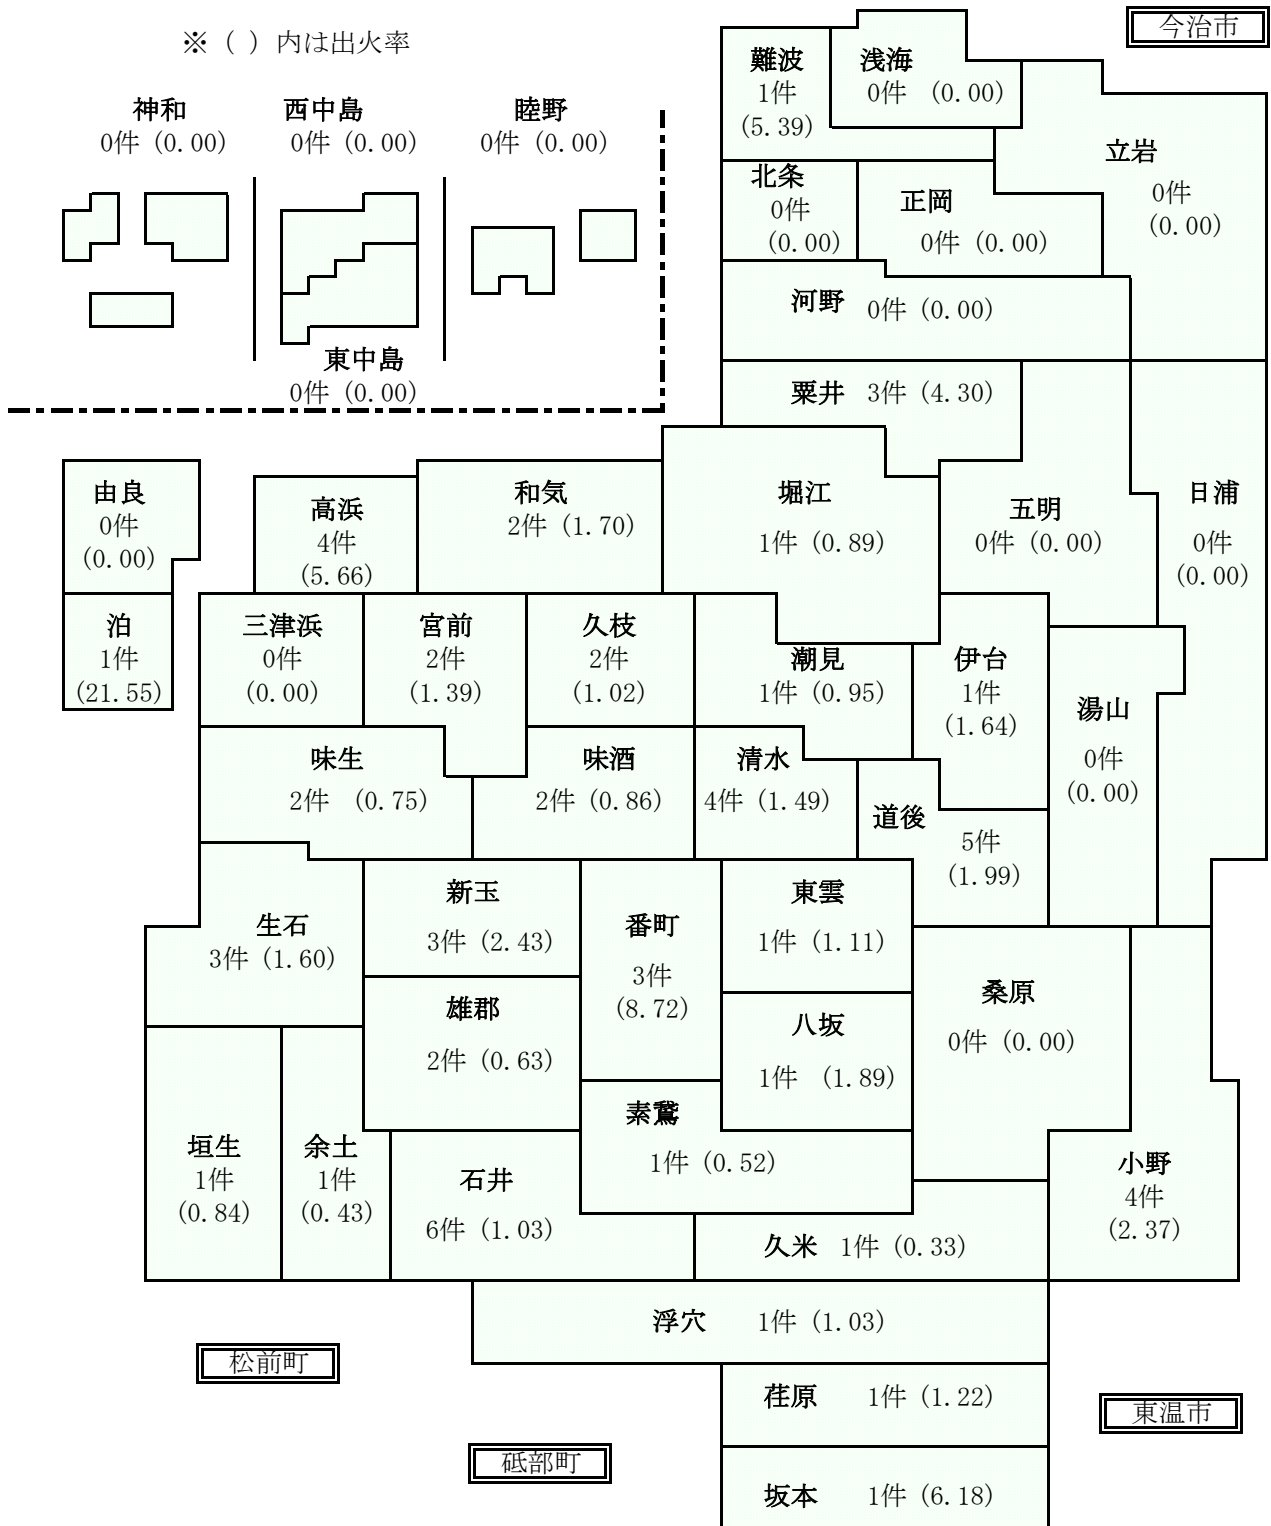 ※（ ）内は出火率
今治市
神和
0件 (0.00)
西中島
0件 (0.00)
睦野
0件 (0.00)
東中島
0件 (0.00)
難波
1件
(5.39)
浅海
0件 (0.00)
立岩
0件
(0.00)
北条
0件
(0.00)
正岡
0件 (0.00)
河野 0件 (0.00)
粟井 3件 (4.30)
由良
0件
(0.00)
高浜
4件
(5.66)
和気
2件 (1.70)
堀江
1件 (0.89)
五明
0件 (0.00)
日浦
0件
(0.00)
泊
1件
(21.55)
三津浜
0件
(0.00)
宮前
2件
(1.39)
久枝
2件
(1.02)
潮見
1件 (0.95)
伊台
1件
(1.64)
湯山
0件
(0.00)
味生
2件 (0.75)
味酒
2件 (0.86)
清水
4件 (1.49)
道後
5件
(1.99)
生石
3件 (1.60)
新玉
3件 (2.43)
番町
3件
(8.72)
東雲
1件 (1.11)
雄郡
2件 (0.63)
八坂
1件 (1.89)
桑原
0件 (0.00)
素鵞
1件 (0.52)
垣生
1件
(0.84)
余土
1件
(0.43)
石井
6件 (1.03)
小野
4件
(2.37)
久米 1件 (0.33)
浮穴 1件 (1.03)
松前町
荏原 1件 (1.22)
東温市
砥部町
坂本 1件 (6.18)